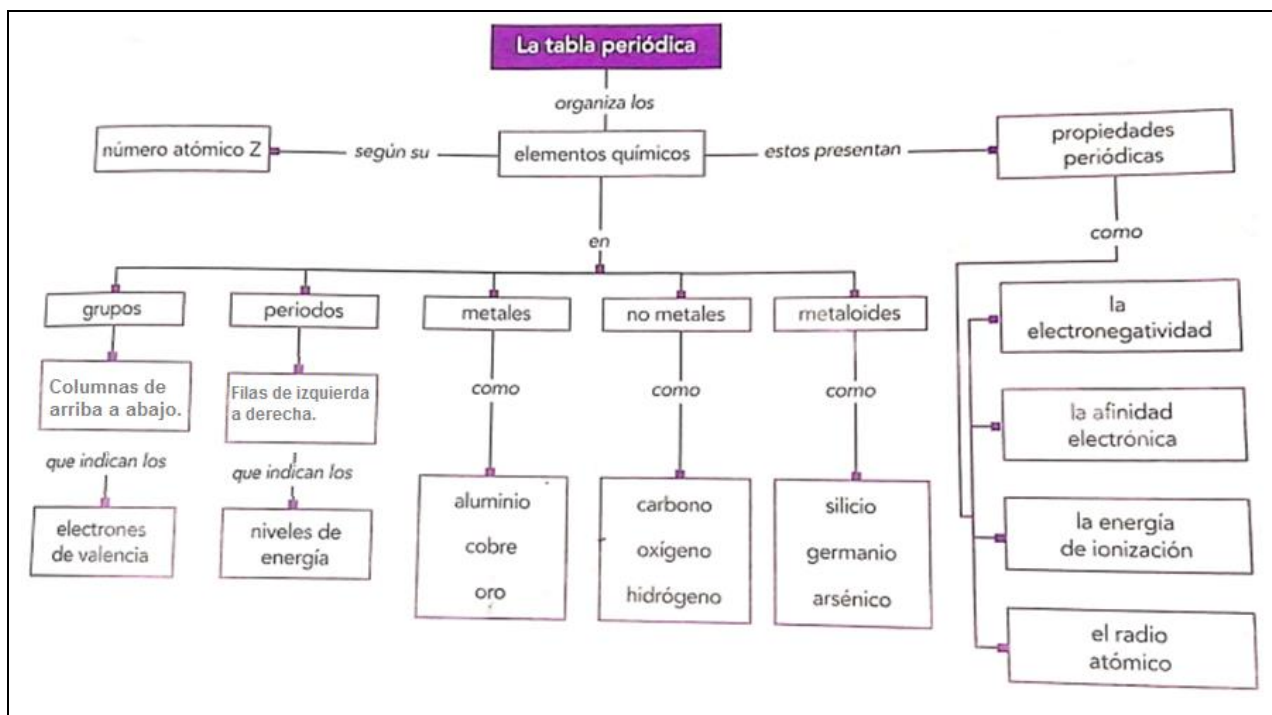 La tabla periódica
organiza los
número atómico Z
según su
elementos químicos
estos presentan
propiedades
periódicas
en
como
grupos
periodos
metales
no metales
metaloides
la
electronegatividad
Columnas de
arriba a abajo.
Filas de izquierda
a derecha.
como
como
como
la afinidad
electrónica
que indican los
que indican los
electrones
de valencia
niveles de
energía
aluminio
cobre
oro
carbono
oxígeno
hidrógeno
silicio
germanio
arsénico
la energía
de ionización
el radio
atómico